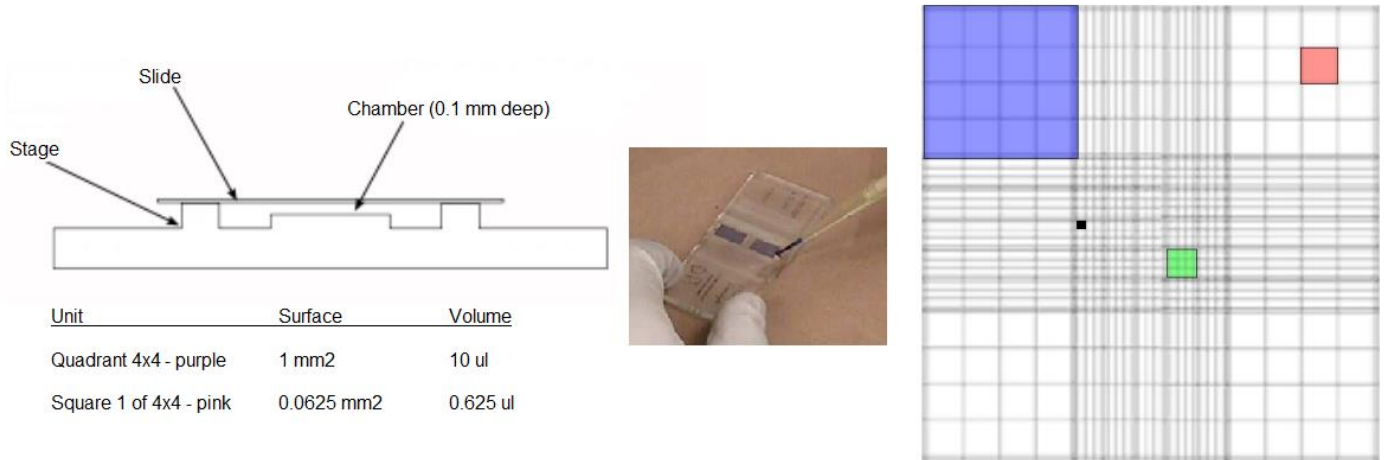 Slide
Chamber (0.1 mm deep)
Stage
Unit Surface Volume
Quadrant 4x4 - purple 1 mm2 10 ul
Square 1 of 4x4 - pink 0.0625 mm2 0.625 ul